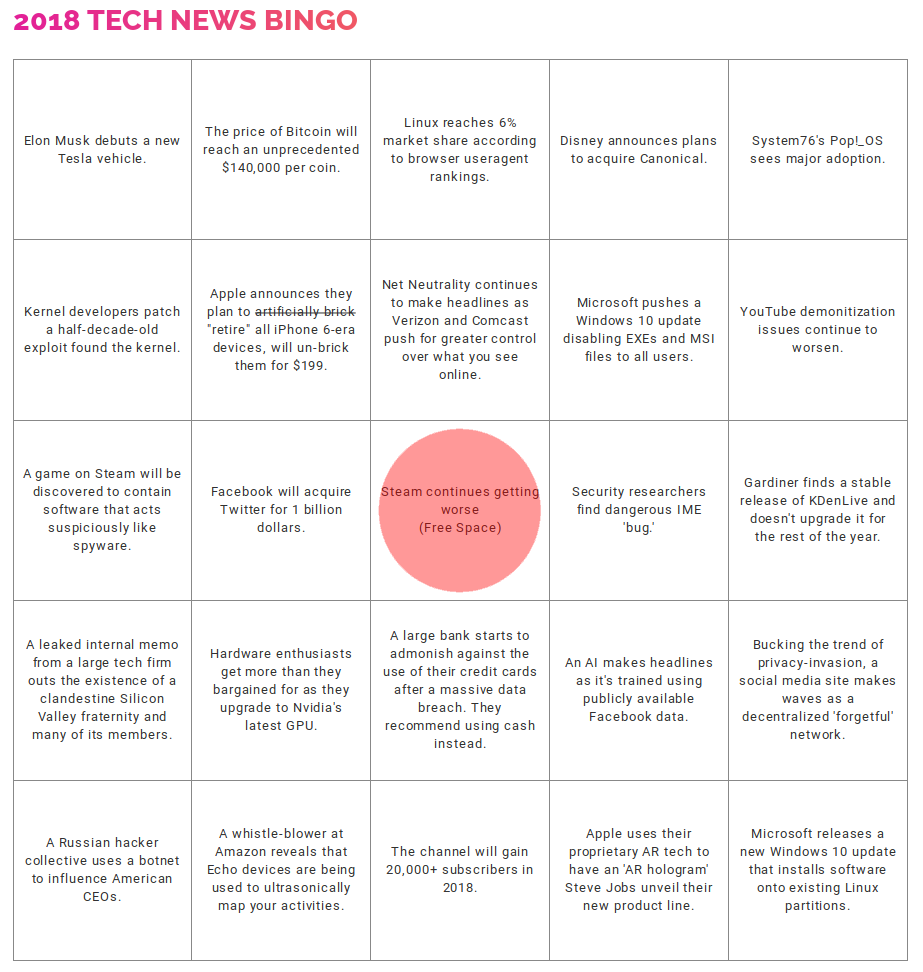 2018 TECH NEWS BINGO
Elon Musk debuts a new
Tesla vehicle.
The price of Bitcoin will
reach an unprecedented
$140,000 per coin.
Linux reaches 6%
market share according
to browser useragent
rankings.
Disney announces plans
to acquire Canonical.
System76's Pop!_OS
sees major adoption.
Kernel developers patch
a half-decade-old
exploit found the kernel.
Apple announces they
plan to artificially brick
"retire" all iPhone 6-era
devices, will un-brick
them for $199.
Net Neutrality continues
to make headlines as
Verizon and Comcast
push for greater control
over what you see
online.
Microsoft pushes a
Windows 10 update
disabling EXEs and MSI
files to all users.
YouTube demonitization
issues continue to
worsen.
A game on Steam will be
discovered to contain
software that acts
suspiciously like
spyware.
Facebook will acquire
Twitter for 1 billion
dollars.
Steam continues getting
worse
(Free Space)
Security researchers
find dangerous IME
'bug.'
Gardiner finds a stable
release of KDenLive and
doesn't upgrade it for
the rest of the year.
A leaked internal memo
from a large tech firm
outs the existence of a
clandestine Silicon
Valley fraternity and
many of its members.
Hardware enthusiasts
get more than they
bargained for as they
upgrade to Nvidia's
latest GPU.
A large bank starts to
admonish against the
use of their credit cards
after a massive data
breach. They
recommend using cash
instead.
An AI makes headlines
as it's trained using
publicly available
Facebook data.
Bucking the trend of
privacy-invasion, a
social media site makes
waves as a
decentralized 'forgetful'
network.
A Russian hacker
collective uses a botnet
to influence American
CEOs.
A whistle-blower at
Amazon reveals that
Echo devices are being
used to ultrasonically
map your activities.
The channel will gain
20,000+ subscribers in
2018.
Apple uses their
proprietary AR tech to
have an 'AR hologram'
Steve Jobs unveil their
new product line.
Microsoft releases a
new Windows 10 update
that installs software
onto existing Linux
partitions.